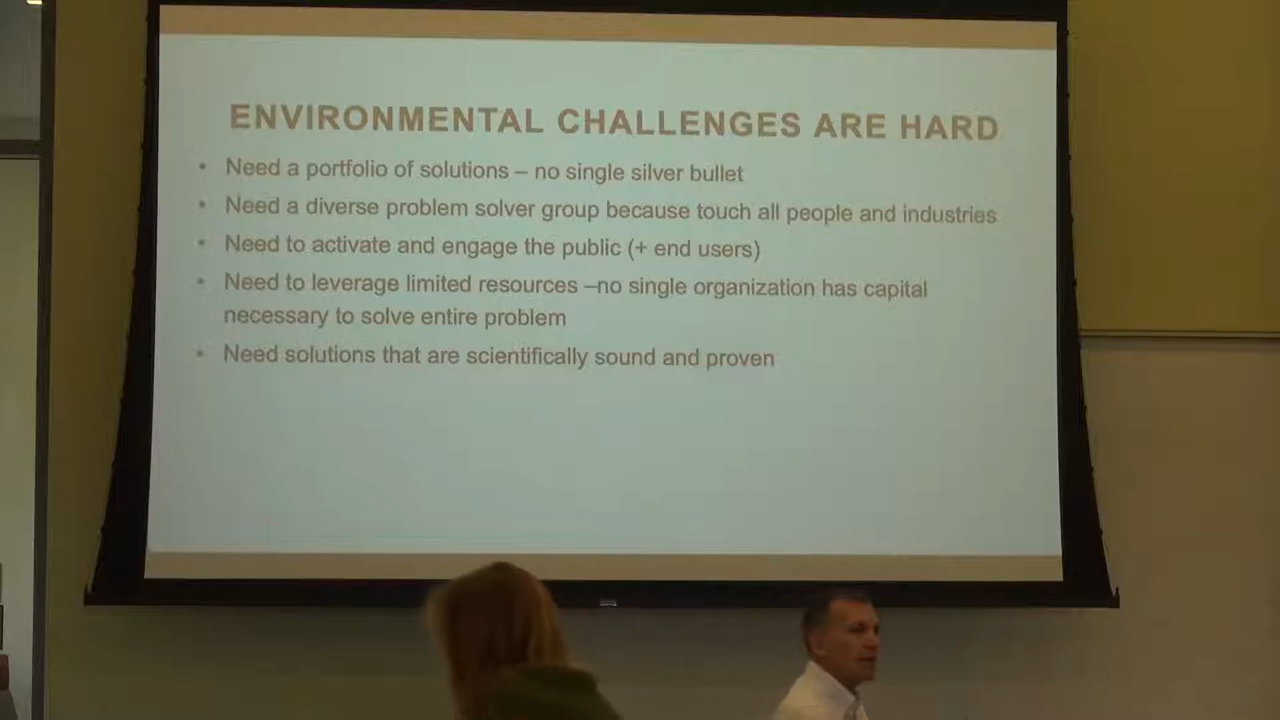 ENVIRONMENTAL CHALLENGES ARE HARD
• Need a portfolio of solutions – no single silver bullet
• Need a diverse problem solver group because touch all people and industries
• Need to activate and engage the public (+ end users)
• Need to leverage limited resources –no single organization has capital
necessary to solve entire problem
• Need solutions that are scientifically sound and proven